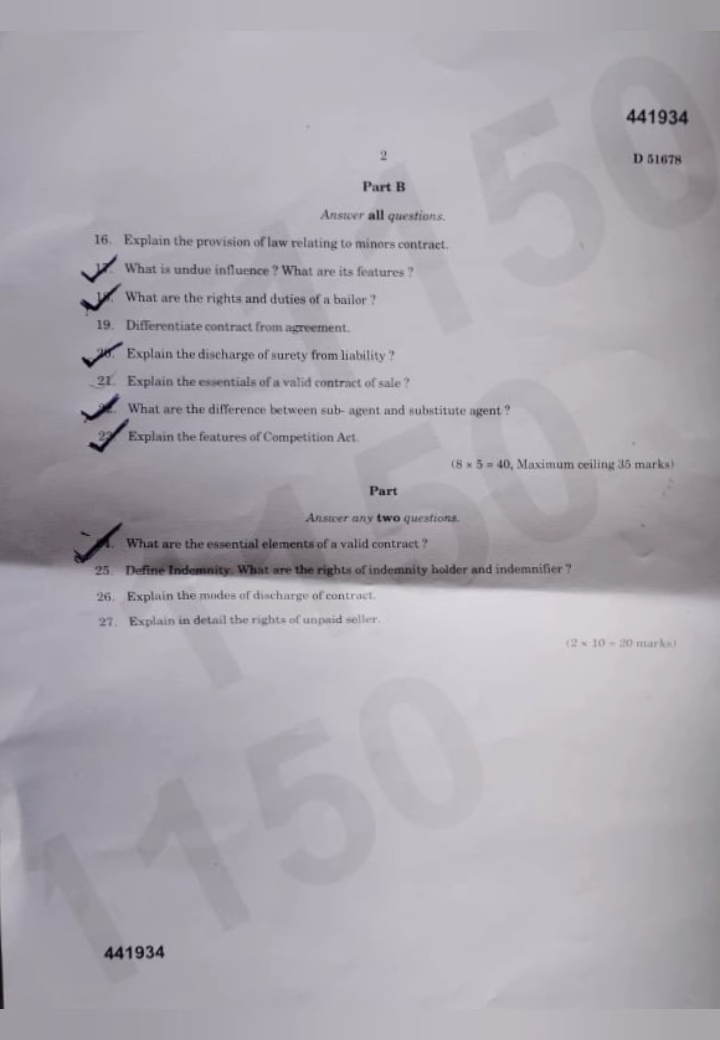 441934
2
D 51678
Part B
Answer all questions.
16. Explain the provision of law relating to minors contract.
17. What is undue influence ? What are its features ?
What are the rights and duties of a bailor ?
19. Differentiate contract from agreement.
20. Explain the discharge of surety from liability ?
21. Explain the essentials of a valid contract of sale ?
What are the difference between sub- agent and substitute agent ?
23. Explain the features of Competition Act.
(8 × 5 = 40, Maximum ceiling 35 marks)
Part
Answer any two questions.
What are the essential elements of a valid contract ?
25. Define Indemnity. What are the rights of indemnity holder and indemnifier ?
26. Explain the modes of discharge of contract.
27. Explain in detail the rights of unpaid seller.
(2 × 10 = 20 marks)
1150
1150
1150
441934